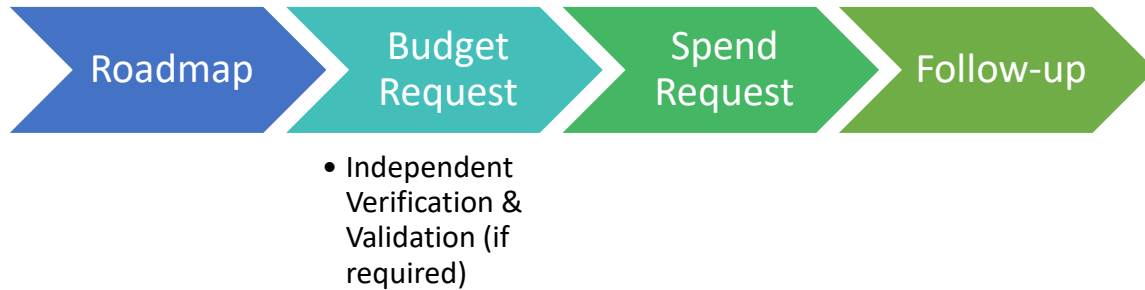 Roadmap
Budget
Request
Spend
Request
Follow-up
• Independent
Verification &
Validation (if
required)